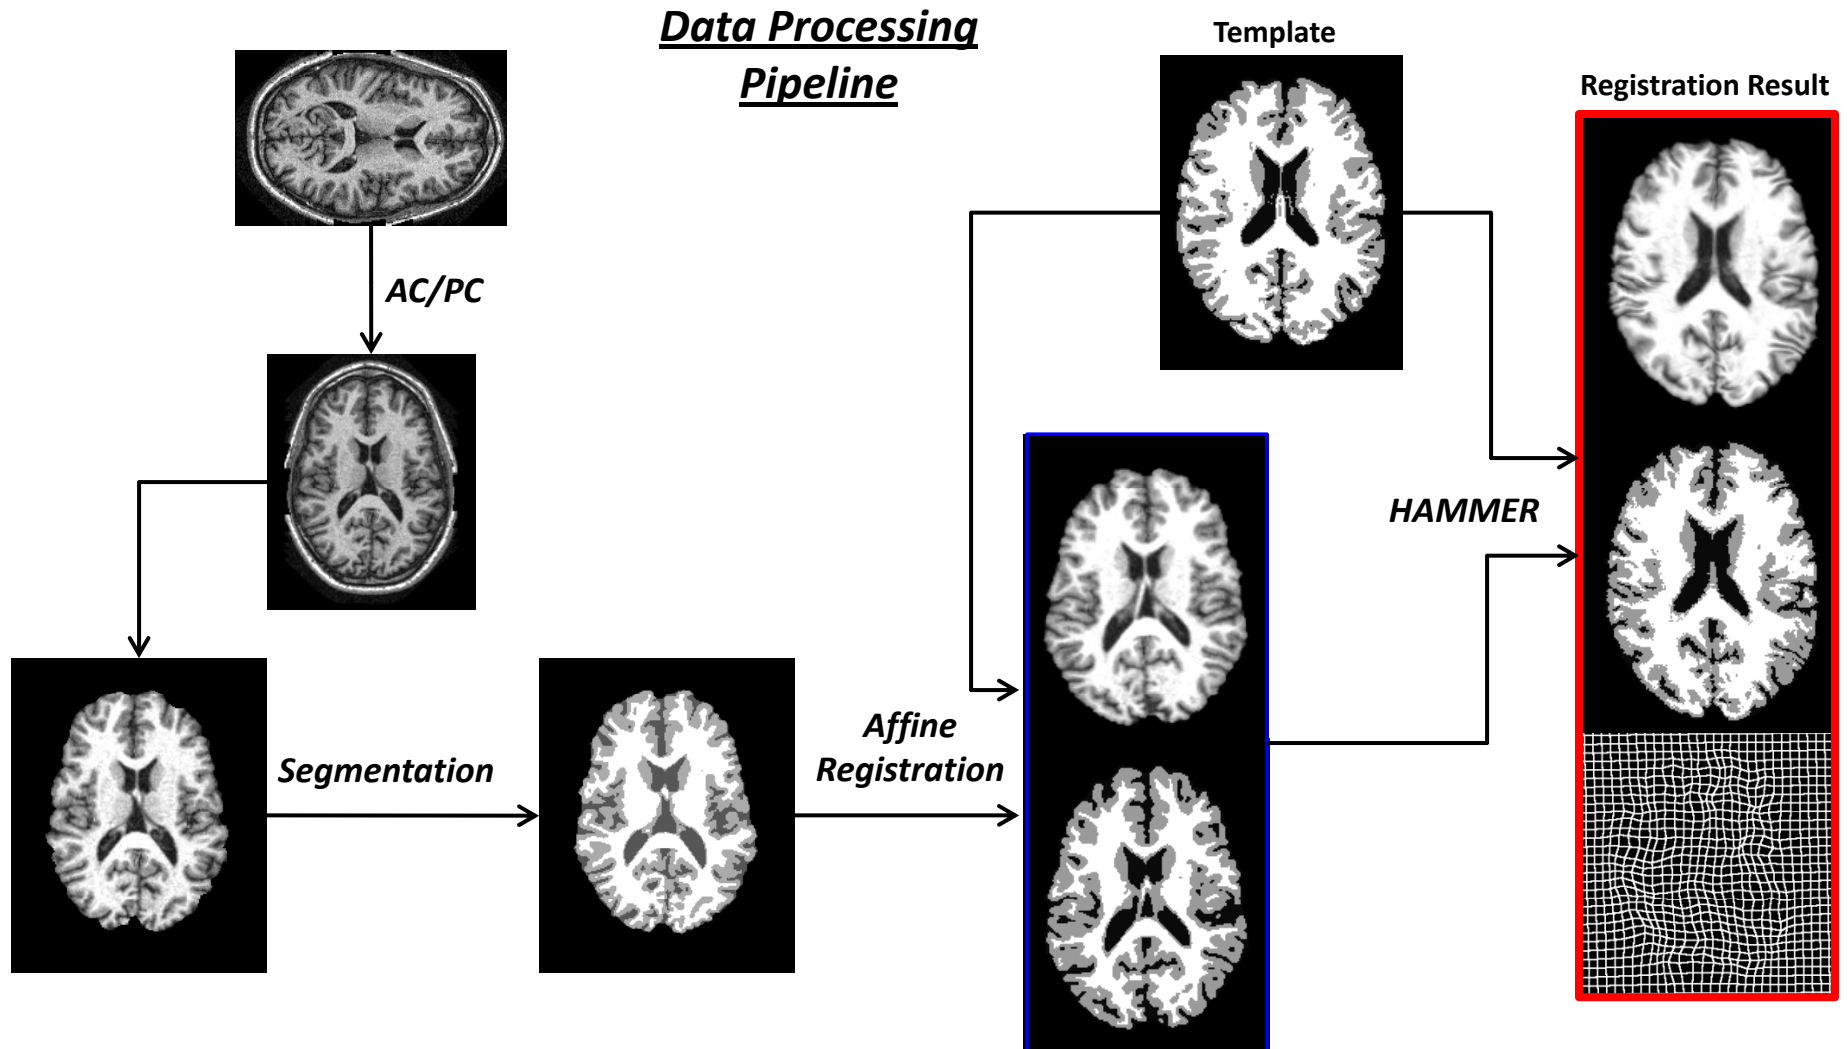 Data Processing
Pipeline
Template
Registration Result
AC/PC
HAMMER
Segmentation
Affine
Registration